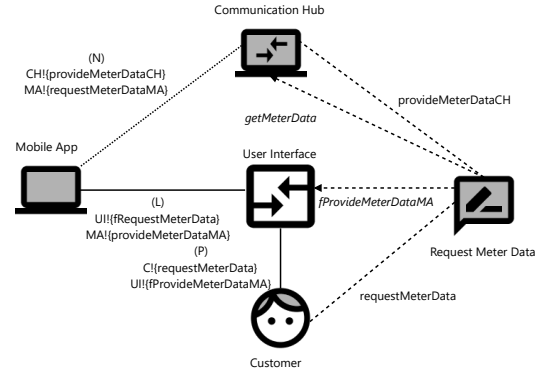 Communication Hub
(N)
CH!{provideMeterDataCH}
MA!{requestMeterDataMA}
provideMeterDataCH
getMeterData
Mobile App
User Interface
(L)
UI!{fRequestMeterData}
MA!{provideMeterDataMA}
fProvideMeterDataMA
(P)
C!{requestMeterData}
UI!{fProvideMeterDataMA}
Request Meter Data
requestMeterData
Customer